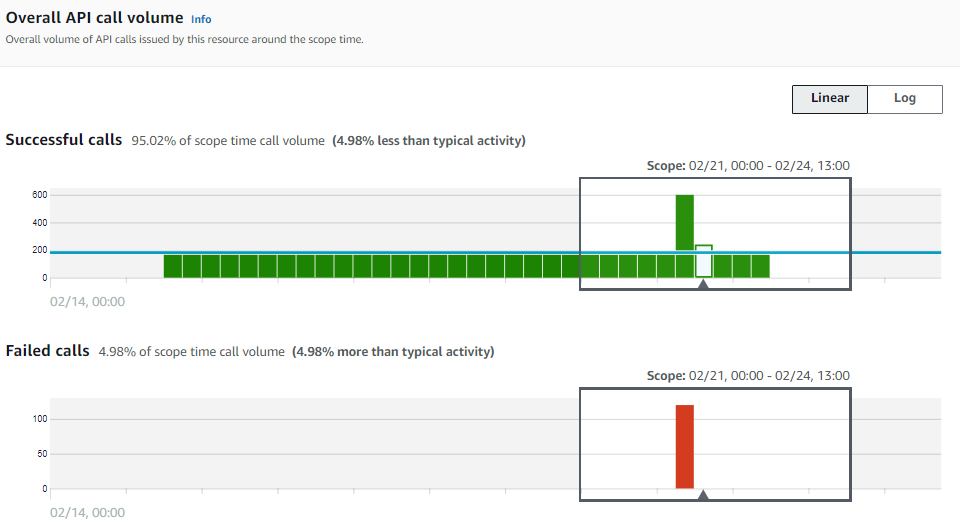 Overall API call volume Info
Overall volume of API calls issued by this resource around the scope time.
Linear Log
Successful calls 95.02% of scope time call volume (4.98% less than typical activity)
Scope: 02/21, 00:00 - 02/24, 13:00
600
400
200
0
02/14, 00:00
Failed calls 4.98% of scope time call volume (4.98% more than typical activity)
Scope: 02/21, 00:00 - 02/24, 13:00
100
50
0
02/14, 00:00